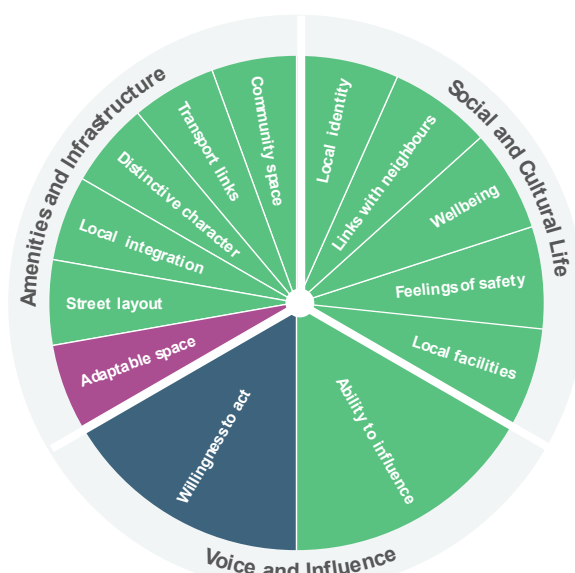 Amenities and Infrastructure
Community space
Transport links
Distinctive character
Local integration
Street layout
Adaptable space
Social and Cultural Life
Local identity
Links with neighbours
Wellbeing
Feelings of safety
Local facilities
Voice and Influence
Ability to influence
Willingness to act